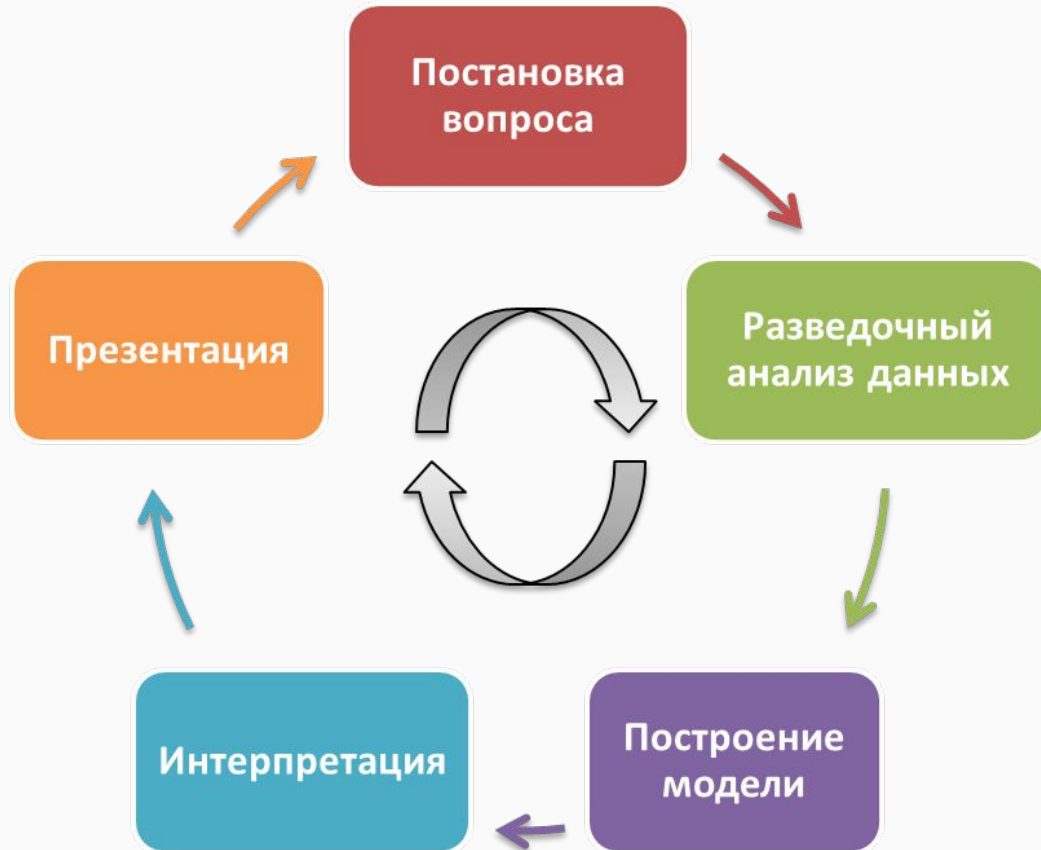 Постановка
вопроса
Презентация
Разведочный
анализ данных
Интерпретация
Построение
модели